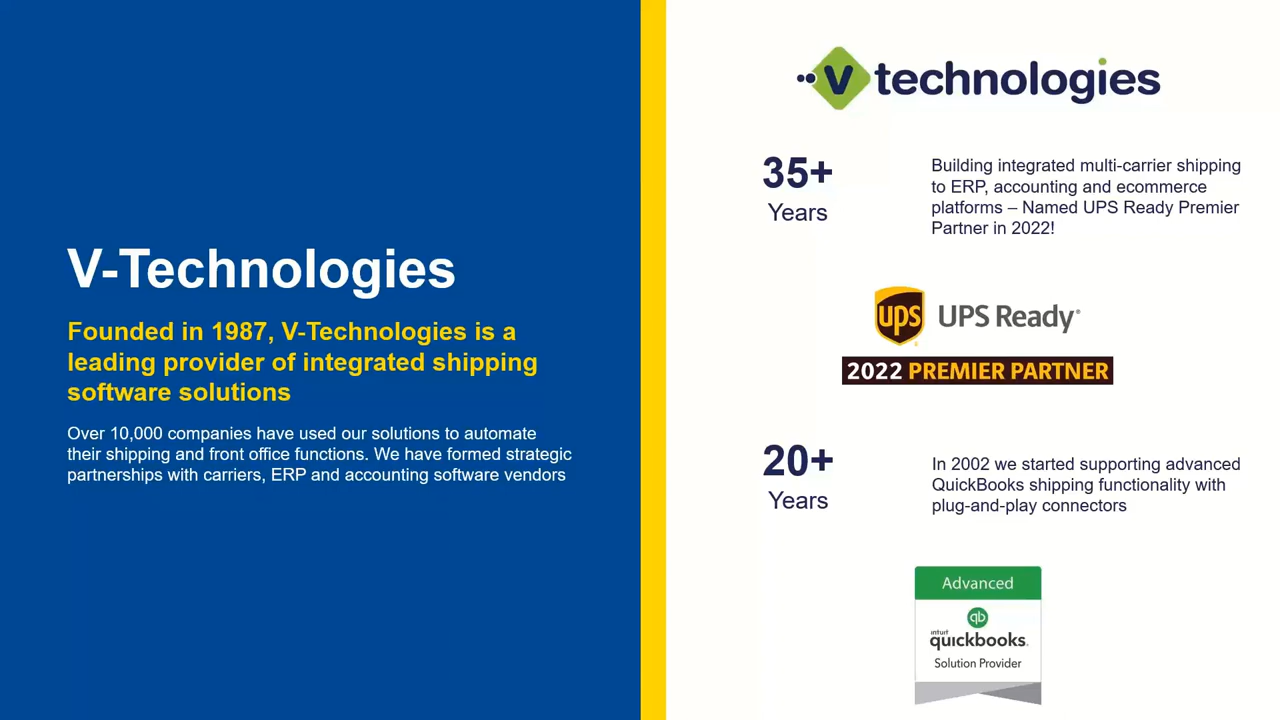 V-Technologies
Founded in 1987, V-Technologies is a
leading provider of integrated shipping
software solutions
Over 10,000 companies have used our solutions to automate
their shipping and front office functions. We have formed strategic
partnerships with carriers, ERP and accounting software vendors
V technologies
35+
Years
Building integrated multi-carrier shipping
to ERP, accounting and ecommerce
platforms – Named UPS Ready Premier
Partner in 2022!
ups
UPS Ready®
2022 PREMIER PARTNER
20+
Years
In 2002 we started supporting advanced
QuickBooks shipping functionality with
plug-and-play connectors
Advanced
qb
intuit
quickbooks.
Solution Provider